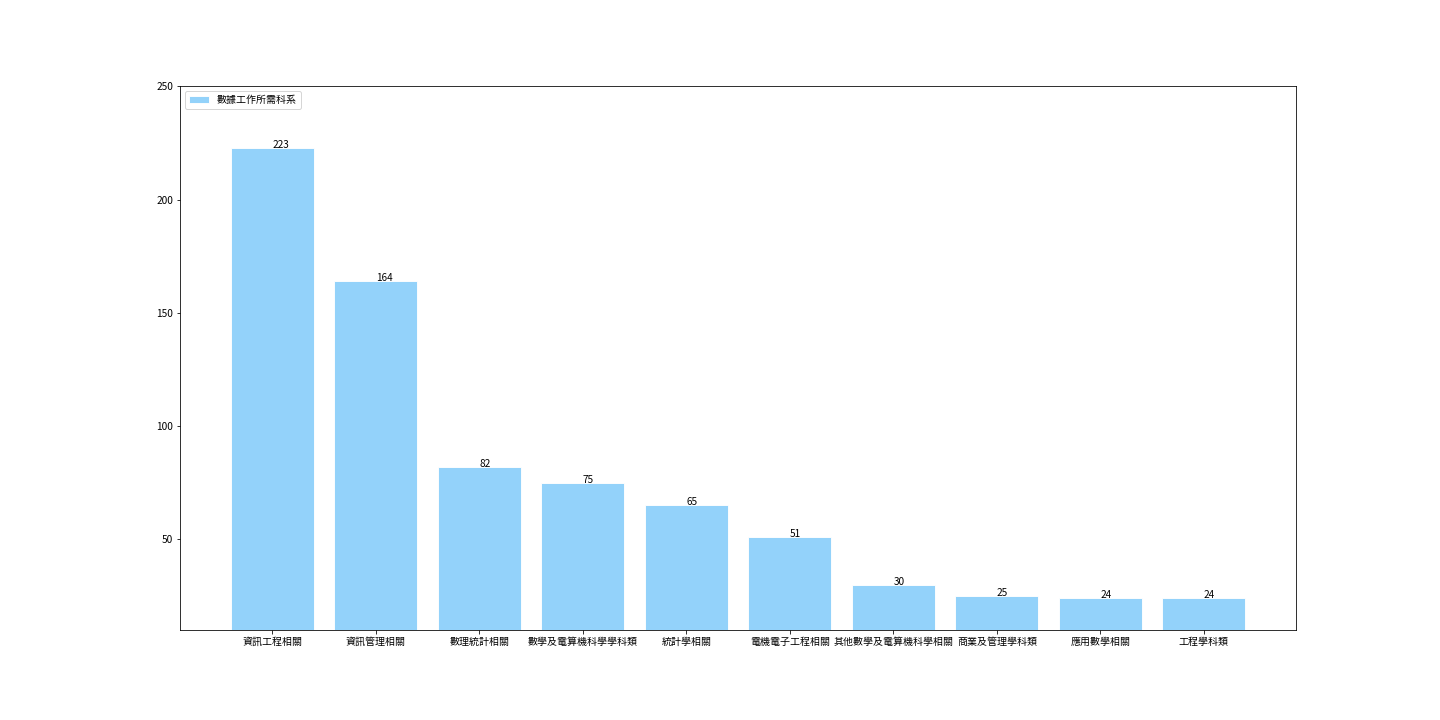 250
數據工作所需科系
223
200
164
150
100
82
75
65
51
50
30
25
24
24
資訊工程相關
資訊管理相關
數理統計相關
數學及電算機科學學科類
統計學相關
電機電子工程相關
其他數學及電算機科學相關
商業及管理學科類
應用數學相關
工程學科類